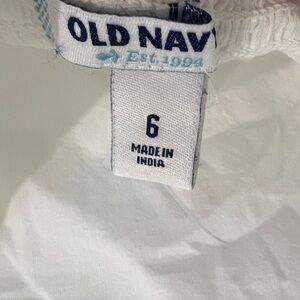 OLD NAVY
Est. 1994
6
MADE IN
INDIA